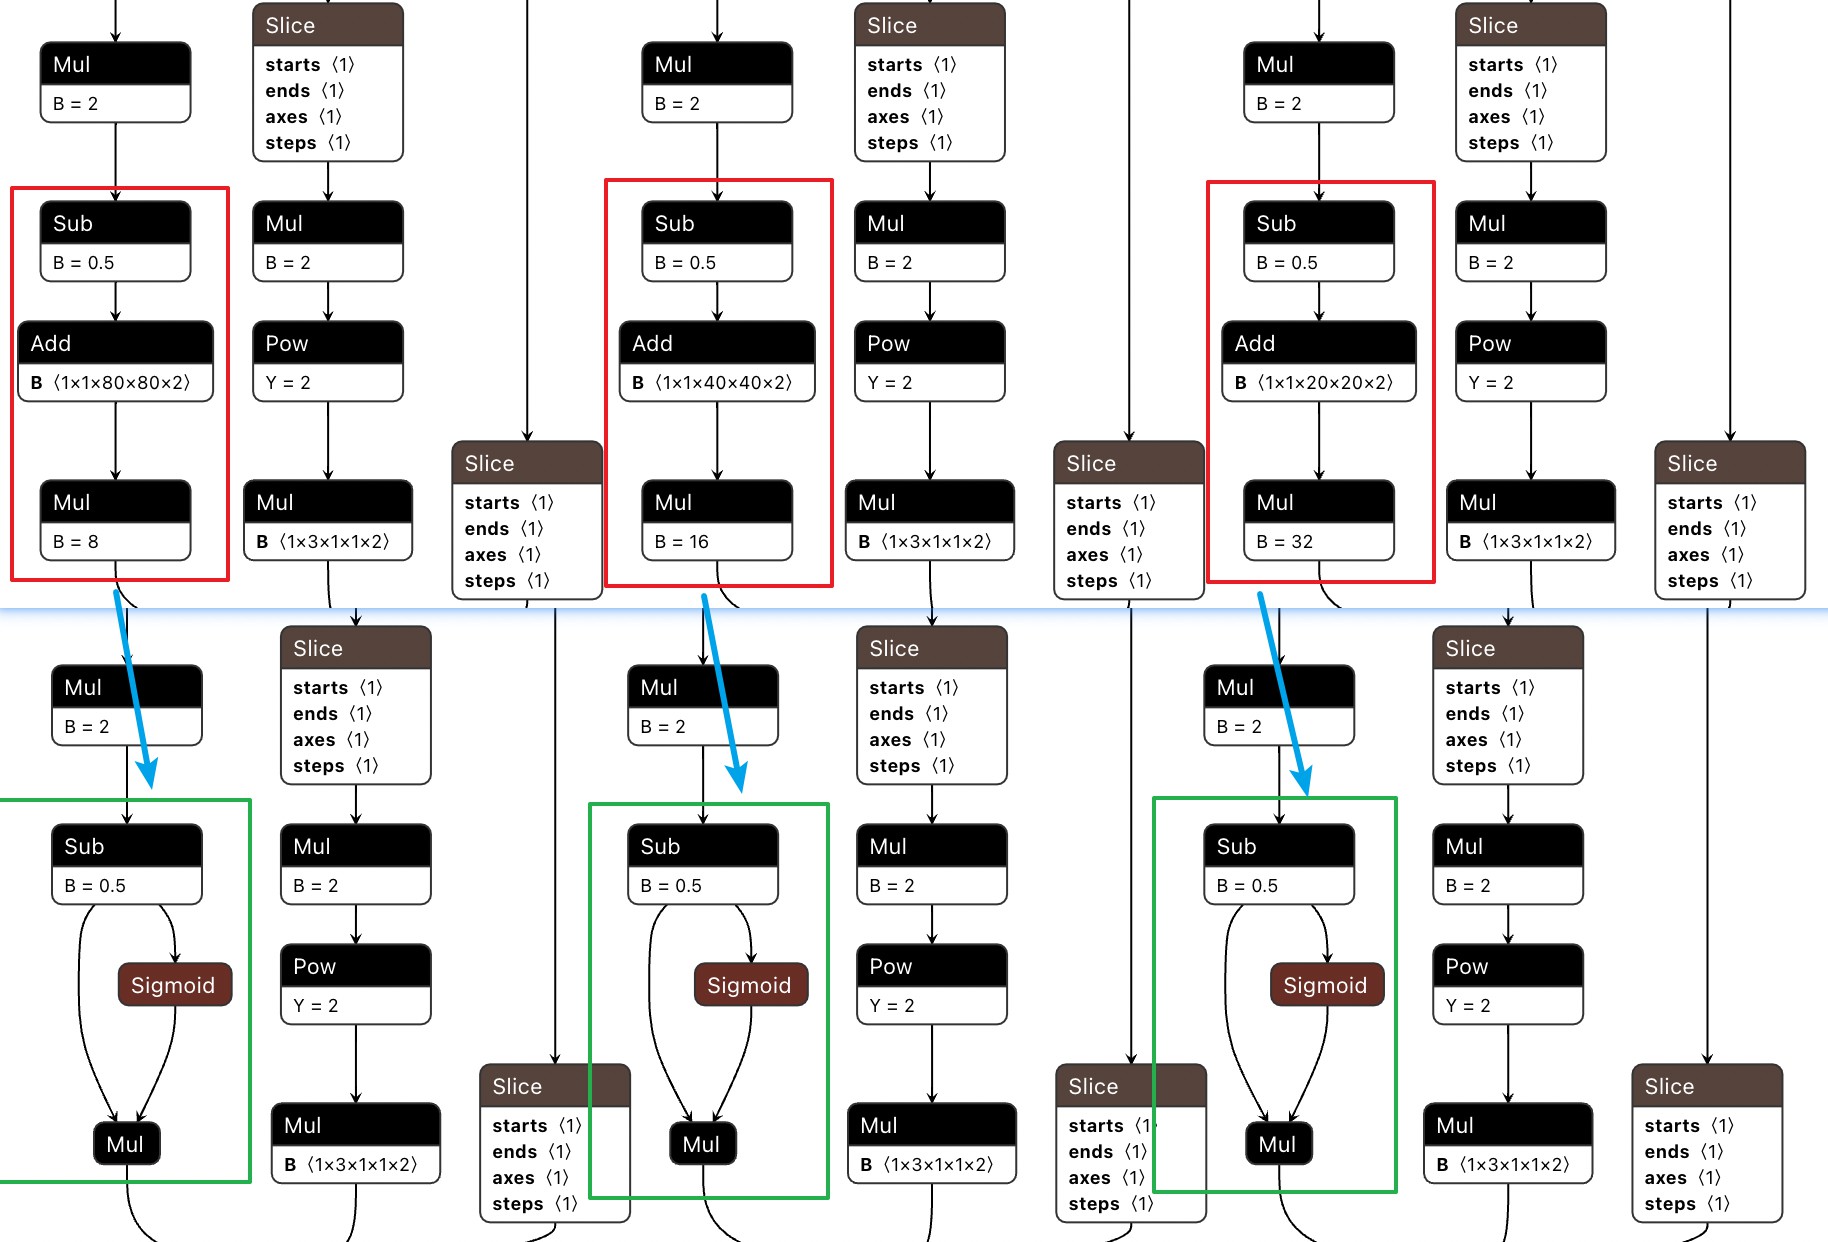 Mul
B = 2
Slice
starts ⟨1⟩
ends ⟨1⟩
axes ⟨1⟩
steps ⟨1⟩
Mul
B = 2
Slice
starts ⟨1⟩
ends ⟨1⟩
axes ⟨1⟩
steps ⟨1⟩
Mul
B = 2
Slice
starts ⟨1⟩
ends ⟨1⟩
axes ⟨1⟩
steps ⟨1⟩
Sub
B = 0.5
Mul
B = 2
Sub
B = 0.5
Mul
B = 2
Sub
B = 0.5
Mul
B = 2
Add
B ⟨1×1×80×80×2⟩
Pow
Y = 2
Add
B ⟨1×1×40×40×2⟩
Pow
Y = 2
Add
B ⟨1×1×20×20×2⟩
Pow
Y = 2
Mul
B = 8
Mul
B ⟨1×3×1×1×2⟩
Slice
starts ⟨1⟩
ends ⟨1⟩
axes ⟨1⟩
steps ⟨1⟩
Mul
B = 16
Mul
B ⟨1×3×1×1×2⟩
Slice
starts ⟨1⟩
ends ⟨1⟩
axes ⟨1⟩
steps ⟨1⟩
Mul
B = 32
Mul
B ⟨1×3×1×1×2⟩
Slice
starts ⟨1⟩
ends ⟨1⟩
axes ⟨1⟩
steps ⟨1⟩
Mul
B = 2
Slice
starts ⟨1⟩
ends ⟨1⟩
axes ⟨1⟩
steps ⟨1⟩
Mul
B = 2
Slice
starts ⟨1⟩
ends ⟨1⟩
axes ⟨1⟩
steps ⟨1⟩
Mul
B = 2
Slice
starts ⟨1⟩
ends ⟨1⟩
axes ⟨1⟩
steps ⟨1⟩
Sub
B = 0.5
Mul
B = 2
Sub
B = 0.5
Mul
B = 2
Sub
B = 0.5
Mul
B = 2
Sigmoid
Pow
Y = 2
Sigmoid
Pow
Y = 2
Sigmoid
Pow
Y = 2
Mul
Mul
B ⟨1×3×1×1×2⟩
Slice
starts ⟨1⟩
ends ⟨1⟩
axes ⟨1⟩
steps ⟨1⟩
Mul
Mul
B ⟨1×3×1×1×2⟩
Slice
starts ⟨1⟩
ends ⟨1⟩
axes ⟨1⟩
steps ⟨1⟩
Mul
Mul
B ⟨1×3×1×1×2⟩
Slice
starts ⟨1⟩
ends ⟨1⟩
axes ⟨1⟩
steps ⟨1⟩